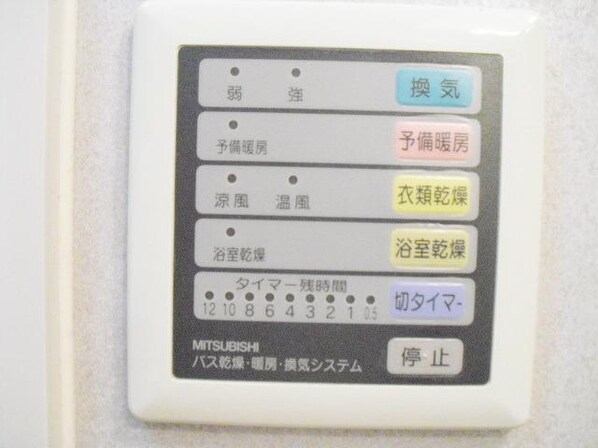 弱 強 換気
予備暖房 予備暖房
涼風 温風 衣類乾燥
浴室乾燥 浴室乾燥
タイマー残時間
12 10 8 6 4 3 2 1 0.5 切タイマー
MITSUBISHI
バス乾燥・暖房・換気システム 停止